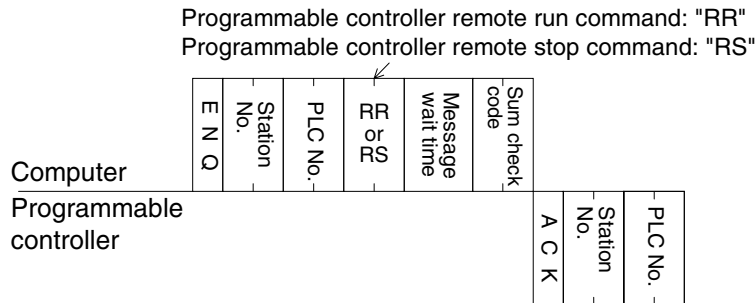 Programmable controller remote run command: "RR"
Programmable controller remote stop command: "RS"
ENQ
Station
No.
PLC No.
RR
or
RS
Message
wait time
Sum check
code
Computer
Programmable
controller
ACK
Station
No.
PLC No.